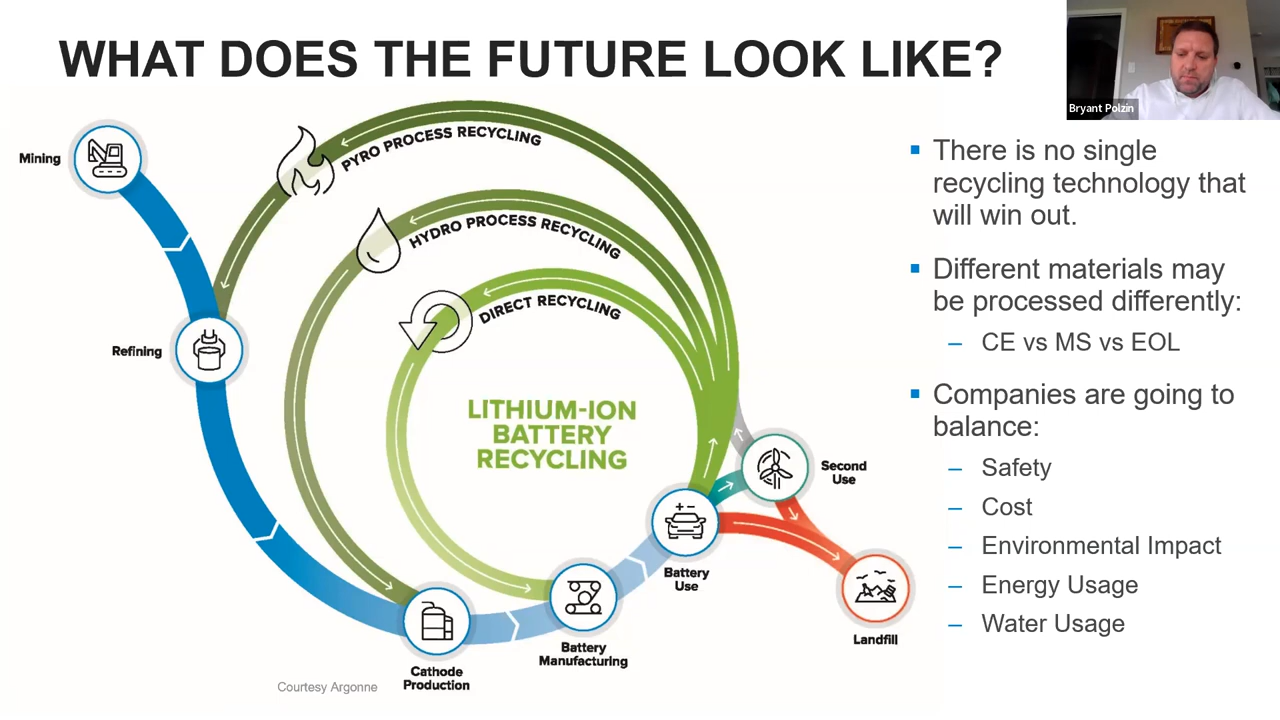 WHAT DOES THE FUTURE LOOK LIKE?
Bryant Polzin
Mining
PYRO PROCESS RECYCLING
HYDRO PROCESS RECYCLING
DIRECT RECYCLING
Refining
LITHIUM-ION
BATTERY
RECYCLING
Second
Use
Battery
Use
Landfill
Battery
Manufacturing
Cathode
Production
Courtesy Argonne
▪ There is no single
recycling technology that
will win out.
▪ Different materials may
be processed differently:
– CE vs MS vs EOL
▪ Companies are going to
balance:
– Safety
– Cost
– Environmental Impact
– Energy Usage
– Water Usage